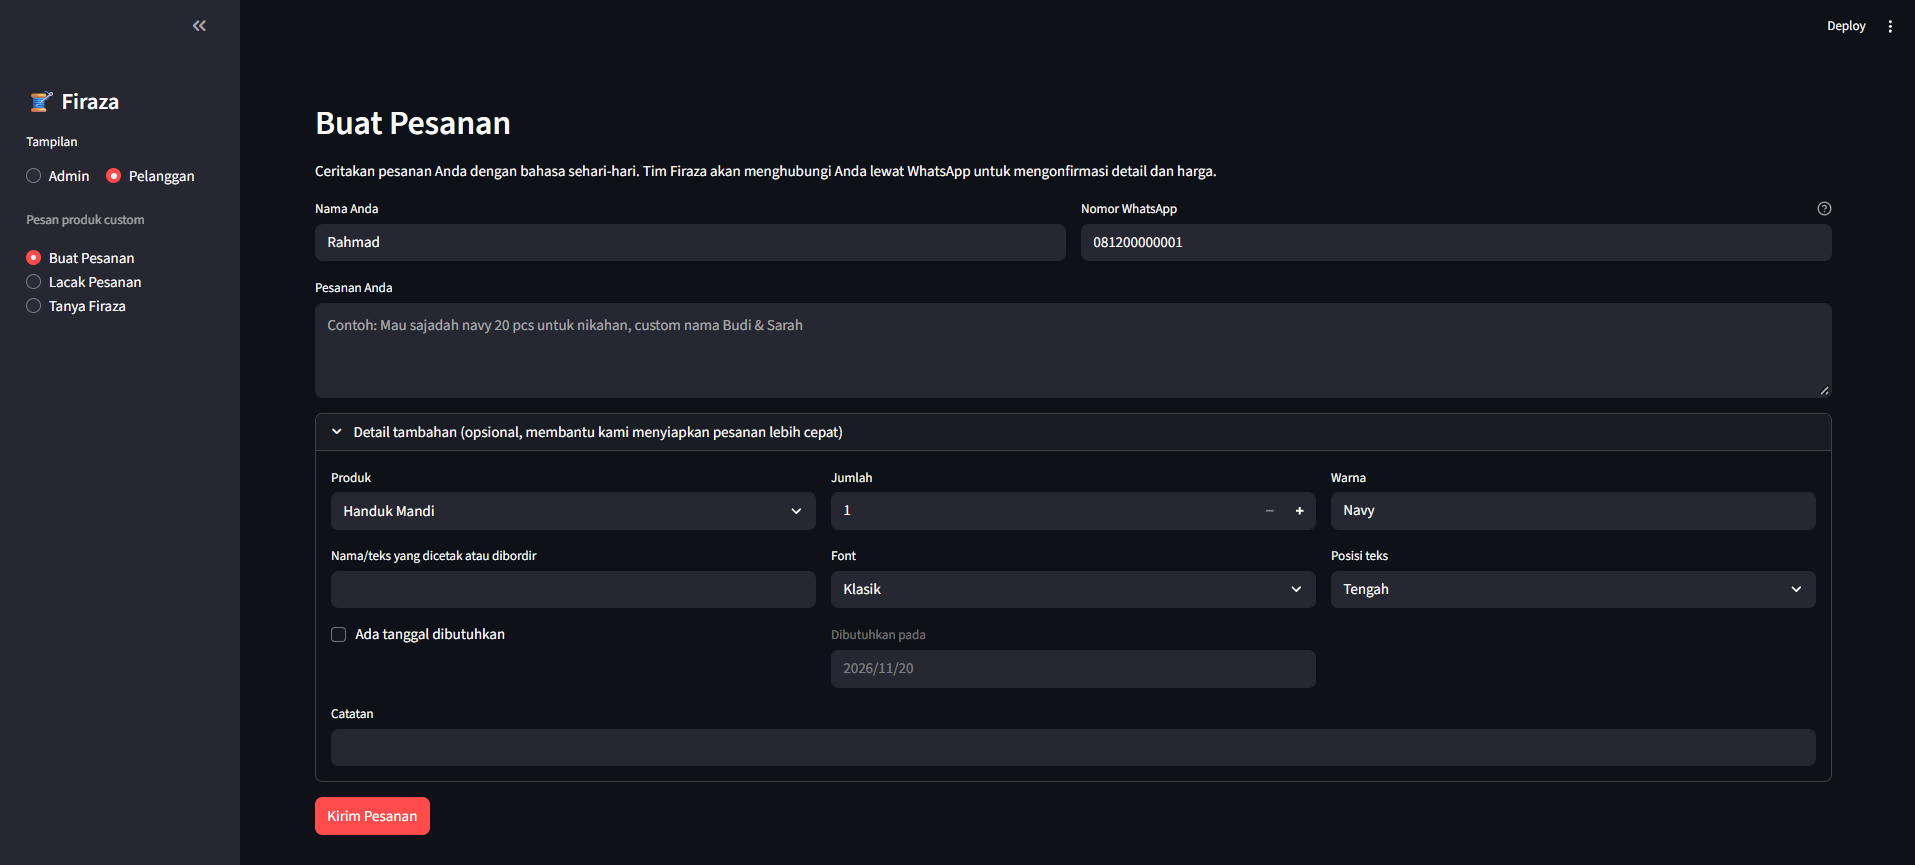 Deploy
Firaza
Tampilan
Admin
Pelanggan
Pesan produk custom
Buat Pesanan
Lacak Pesanan
Tanya Firaza
Buat Pesanan
Ceritakan pesanan Anda dengan bahasa sehari-hari. Tim Firaza akan menghubungi Anda lewat WhatsApp untuk mengonfirmasi detail dan harga.
Nama Anda
Rahmad
Nomor WhatsApp
081200000001
Pesanan Anda
Contoh: Mau sajadah navy 20 pcs untuk nikahan, custom nama Budi & Sarah
Detail tambahan (opsional, membantu kami menyiapkan pesanan lebih cepat)
Produk
Handuk Mandi
Jumlah
1
Warna
Navy
Nama/teks yang dicetak atau dibordir
Font
Klasik
Posisi teks
Tengah
Ada tanggal dibutuhkan
Dibutuhkan pada
2026/11/20
Catatan
Kirim Pesanan